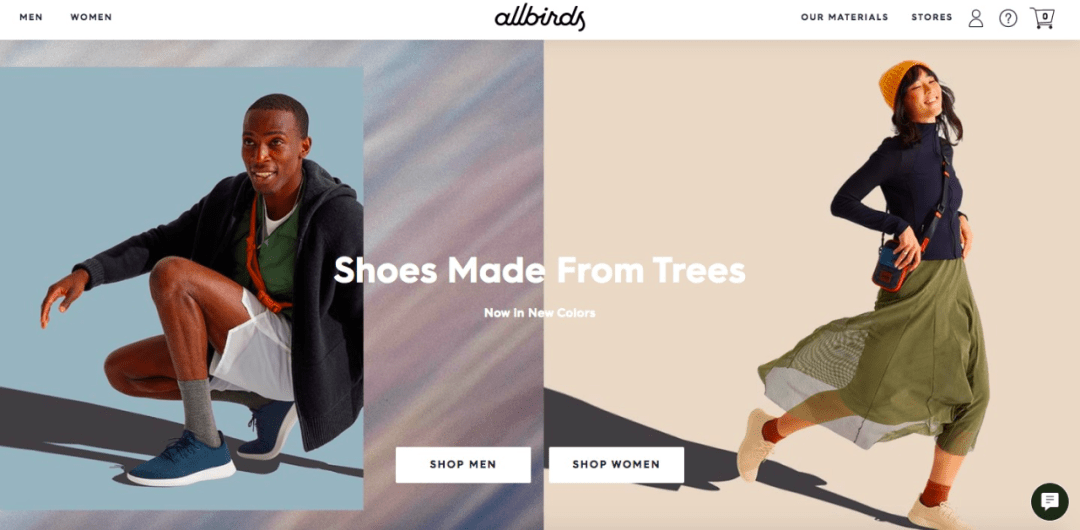 MEN WOMEN allbirds OUR MATERIALS STORES ? 0
Shoes Made From Trees
Now In New Colors
SHOP MEN SHOP WOMEN